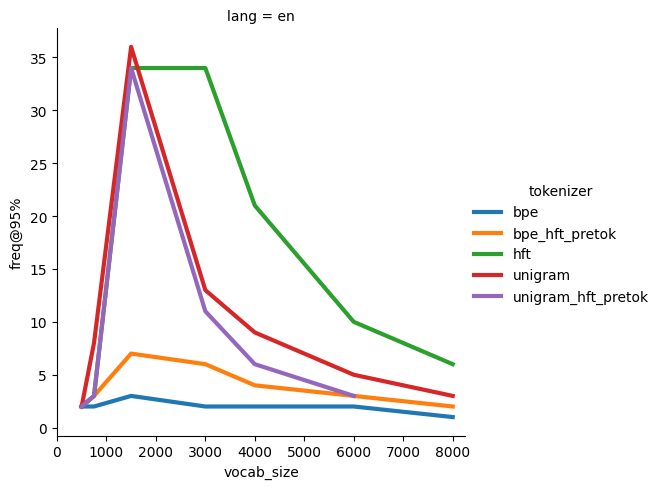 lang = en
freq@95%
35
30
25
20
15
10
5
0
0 1000 2000 3000 4000 5000 6000 7000 8000
vocab_size
tokenizer
bpe
bpe_hft_pretok
hft
unigram
unigram_hft_pretok